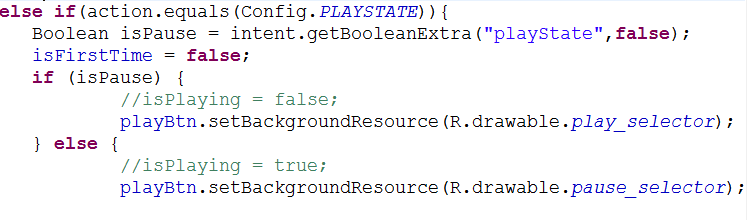 else if(action.equals(Config.PLAYSTATE)){
Boolean isPause = intent.getBooleanExtra("playState",false);
isFirstTime = false;
if (isPause) {
//isPlaying = false;
playBtn.setBackgroundResource(R.drawable.play_selector);
} else {
//isPlaying = true;
playBtn.setBackgroundResource(R.drawable.pause_selector);